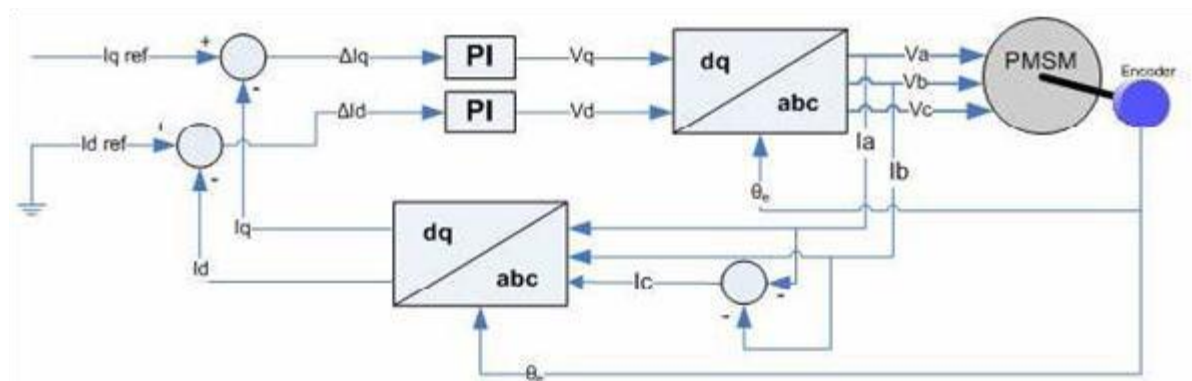 Iq ref
+
-
ΔIq
PI
Vq
dq
abc
Va
Vb
Vc
PMSM
Encoder
Id ref
+
-
ΔId
PI
Vd
Ia
Ib
θe
Iq
Id
dq
abc
Ic
-
-
θe